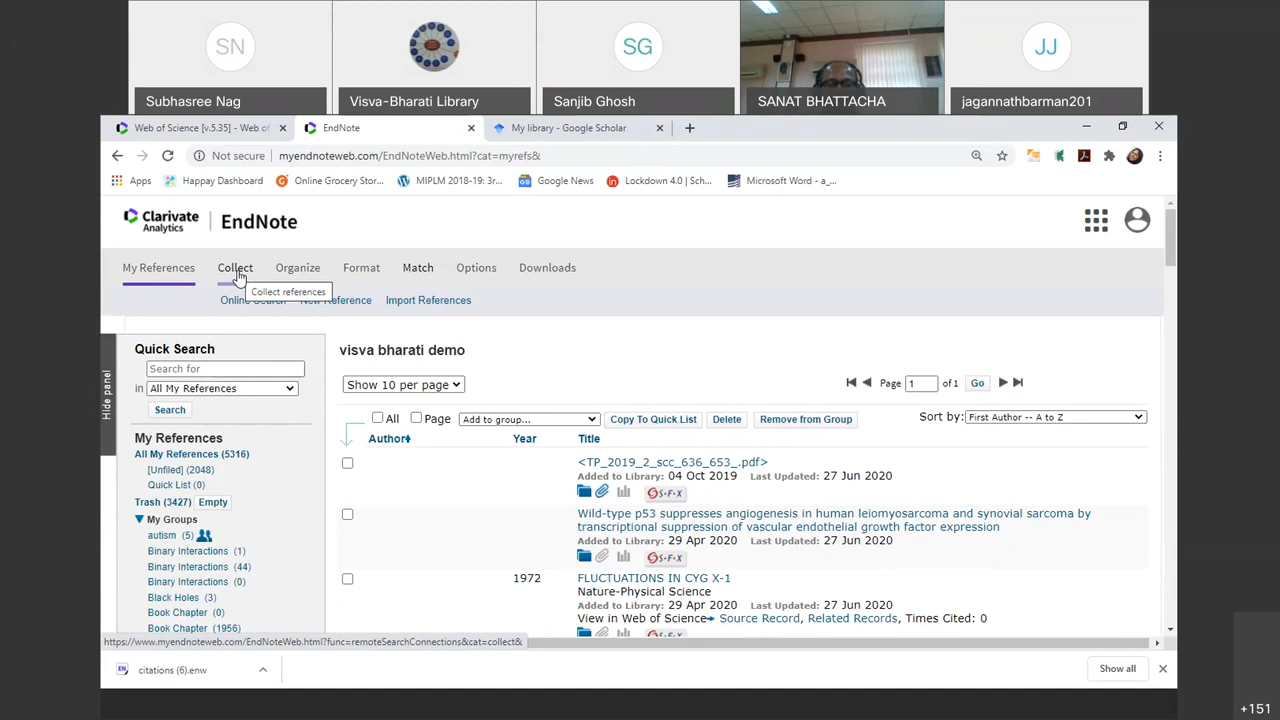 SN
SG
JJ
Subhasree Nag
Visva-Bharati Library
Sanjib Ghosh
SANAT BHATTACHA
jagannathbarman201
Web of Science [v.5.35] - Web of
EndNote
My library - Google Scholar
Not secure
myendnoteweb.com/EndNoteWeb.html?cat=myrefs&
Apps
Happay Dashboard
Online Grocery Stor...
MIPLM 2018-19: 3r...
Google News
Lockdown 4.0 | Sch...
Microsoft Word - a_...
Clarivate Analytics
EndNote
My References
Collect
Organize
Format
Match
Options
Downloads
Collect references
Online Search
New Reference
Import References
Hide panel
Quick Search
Search for
in All My References
Search
My References
All My References (5316)
[Unfiled] (2048)
Quick List (0)
Trash (3427) Empty
My Groups
autism (5)
Binary Interactions (1)
Binary Interactions (44)
Binary Interactions (0)
Black Holes (3)
Book Chapter (0)
Book Chapter (1956)
visva bharati demo
Show 10 per page
Page 1 of 1 Go
All Page Add to group... Copy To Quick List Delete Remove from Group
Sort by: First Author -- A to Z
Author Year Title
<TP_2019_2_scc_636_653_.pdf>
Added to Library: 04 Oct 2019 Last Updated: 27 Jun 2020
S·F·X
Wild-type p53 suppresses angiogenesis in human leiomyosarcoma and synovial sarcoma by
transcriptional suppression of vascular endothelial growth factor expression
Added to Library: 29 Apr 2020 Last Updated: 27 Jun 2020
S·F·X
1972 FLUCTUATIONS IN CYG X-1
Nature-Physical Science
Added to Library: 29 Apr 2020 Last Updated: 27 Jun 2020
View in Web of Science Source Record, Related Records, Times Cited: 0
S·F·X
https://www.myendnoteweb.com/EndNoteWeb.html?func=remoteSearchConnections&cat=collect&
EN
citations (6).enw
Show all
+151